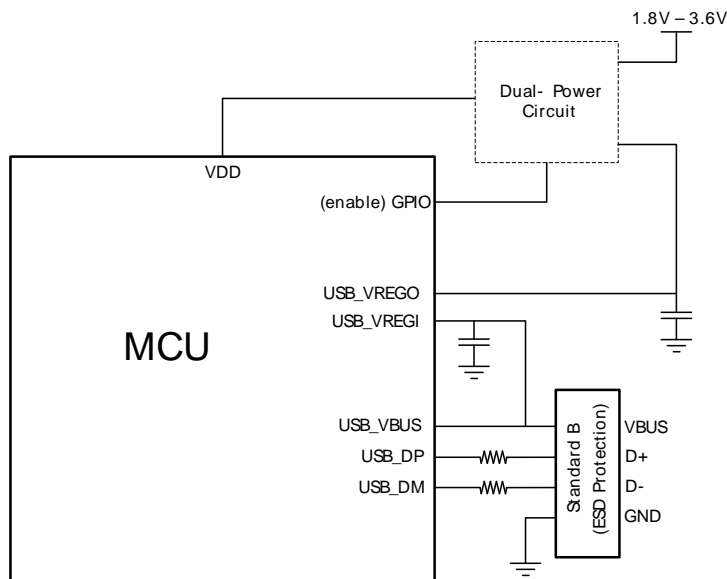 1.8V – 3.6V
Dual- Power
Circuit
VDD
(enable) GPIO
USB_VREGO
USB_VREGI
MCU
USB_VBUS
USB_DP
USB_DM
Standard B
(ESD Protection)
VBUS
D+
D-
GND